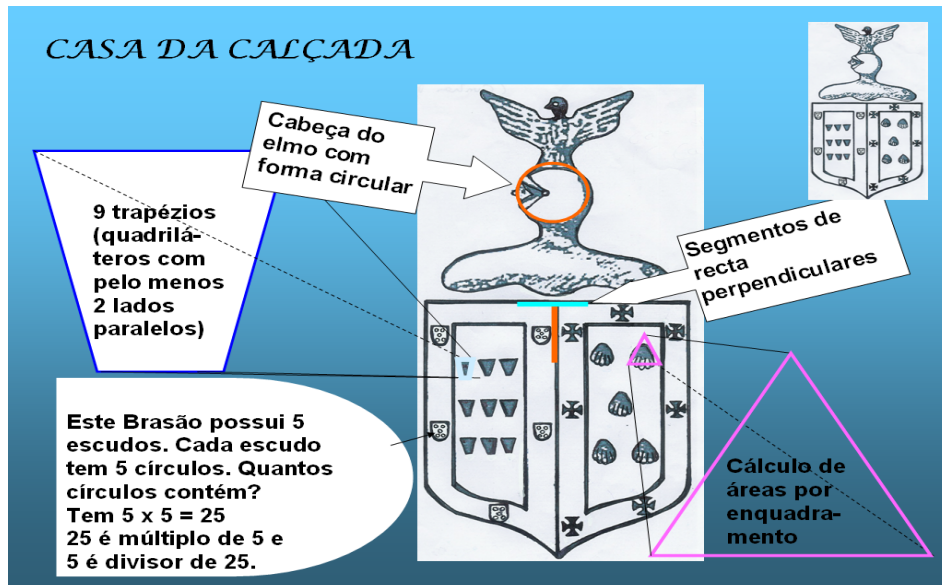 CASA DA CALÇADA
Cabeça do
elmo com
forma circular
9 trapézios
(quadrilá-
teros com
pelo menos
2 lados
paralelos)
Segmentos de
recta
perpendiculares
Este Brasão possui 5
escudos. Cada escudo
tem 5 círculos. Quantos
círculos contém?
Tem 5 x 5 = 25
25 é múltiplo de 5 e
5 é divisor de 25.
Cálculo de
áreas por
enquadra-
mento